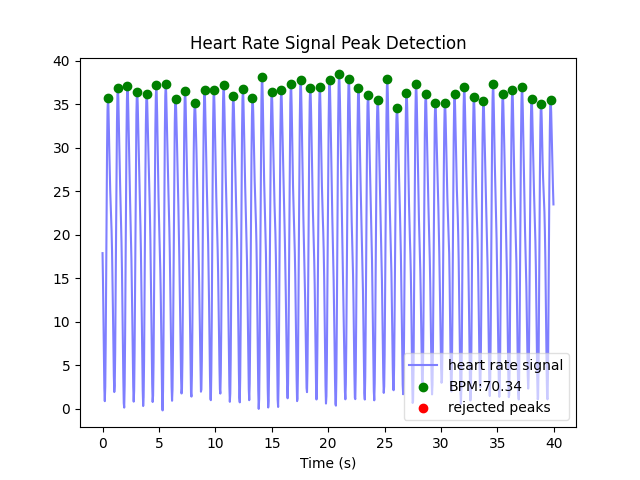 Heart Rate Signal Peak Detection
40
35
30
25
20
15
10
5
0
heart rate signal
BPM:70.34
rejected peaks
0 5 10 15 20 25 30 35 40
Time (s)